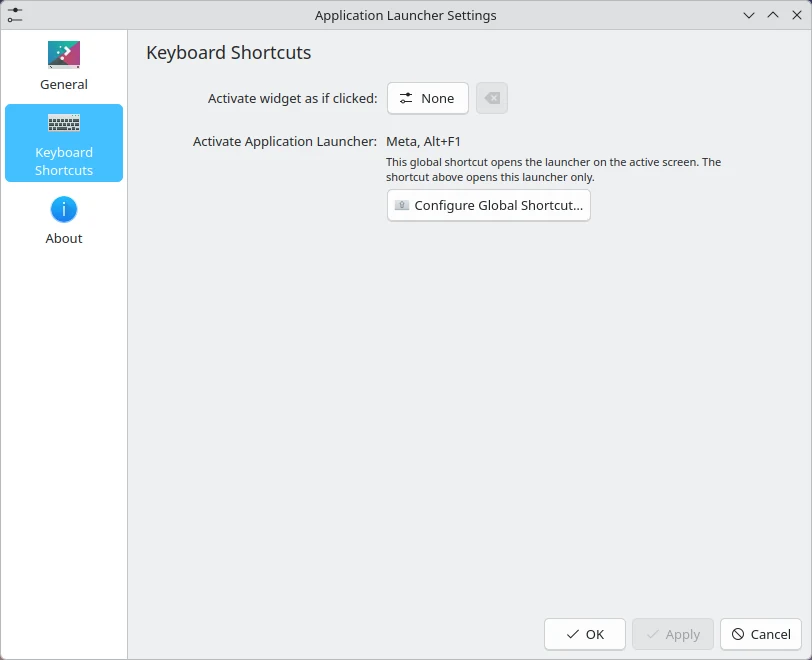 Application Launcher Settings
General
Keyboard
Shortcuts
About
Keyboard Shortcuts
Activate widget as if clicked:
None
Activate Application Launcher:
Meta, Alt+F1
This global shortcut opens the launcher on the active screen. The
shortcut above opens this launcher only.
Configure Global Shortcut...
OK
Apply
Cancel